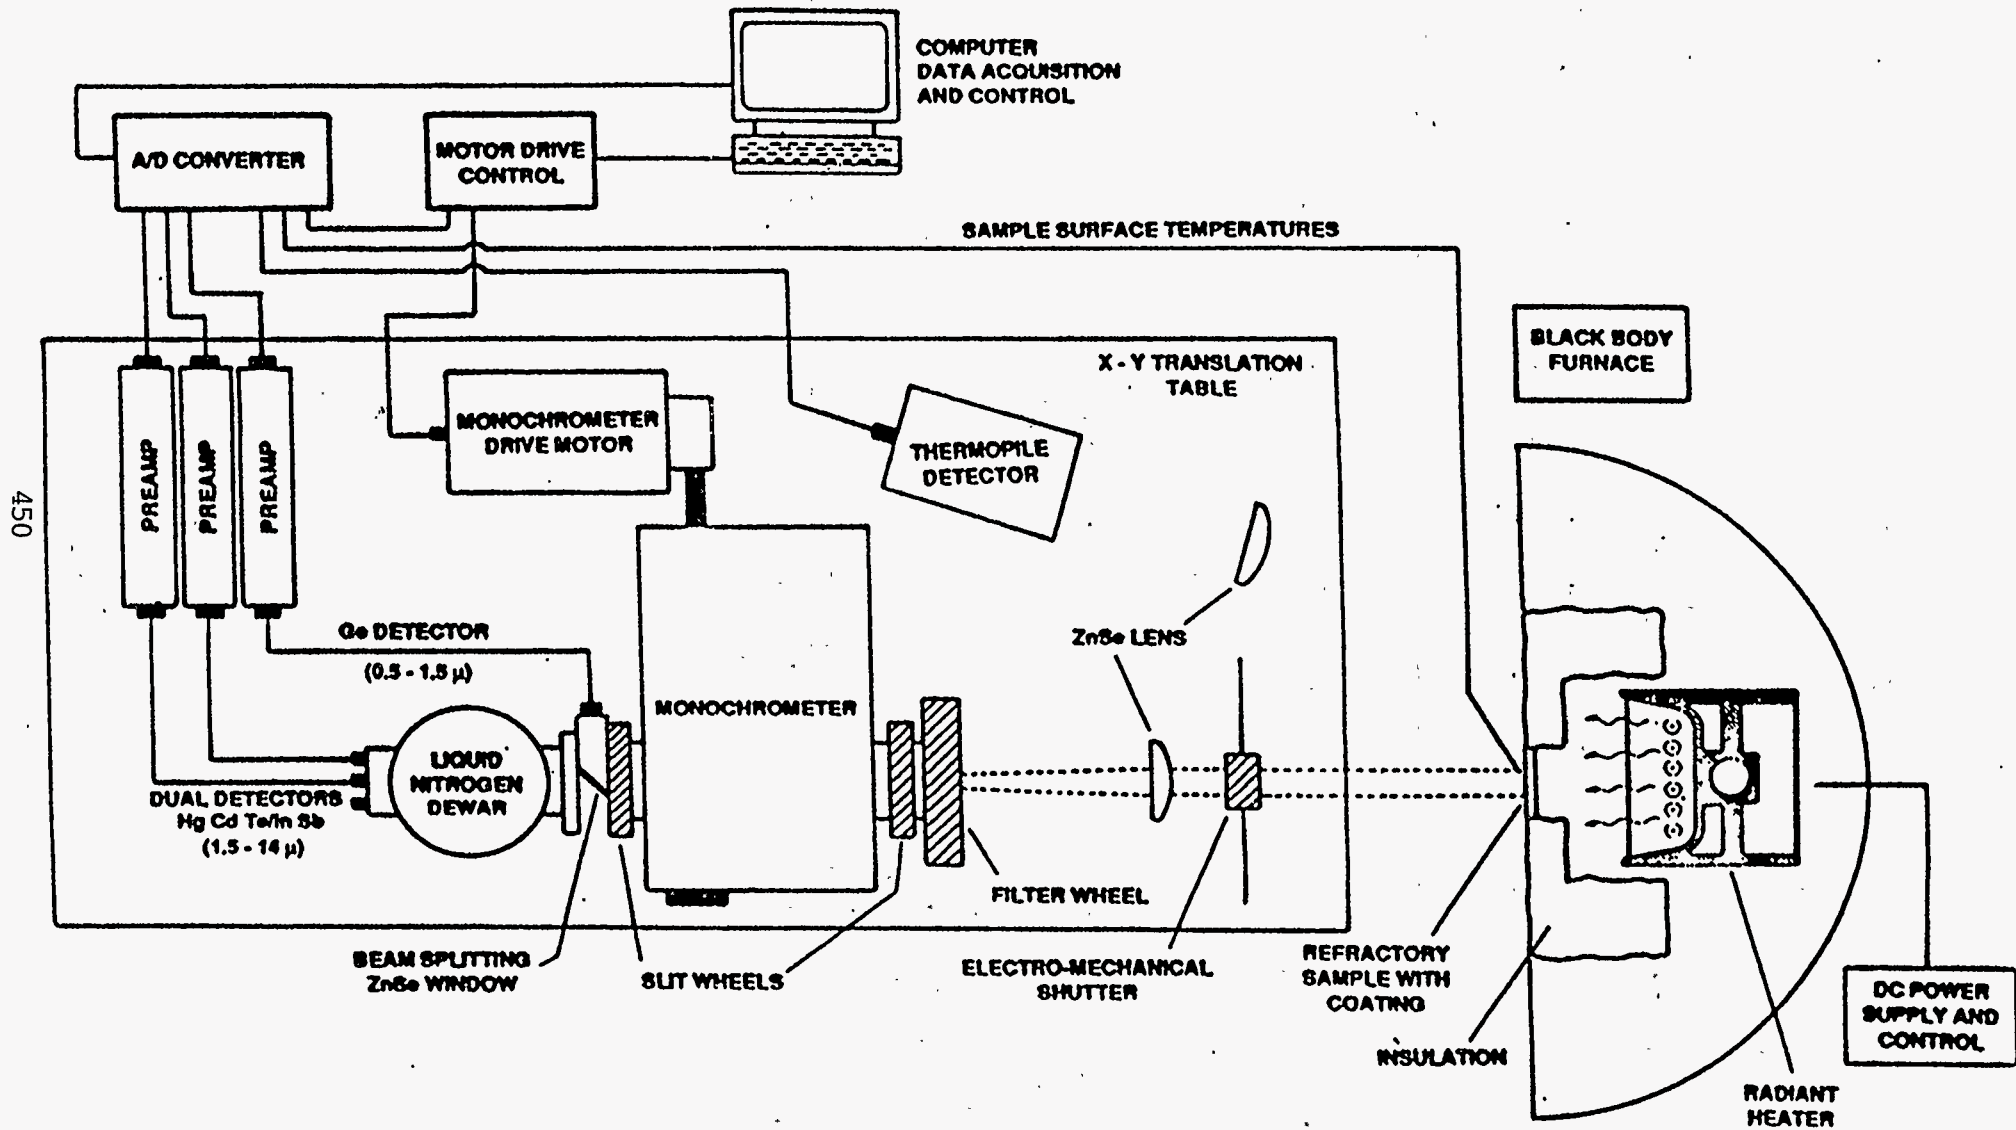 COMPUTER
DATA ACQUISITION
AND CONTROL
A/D CONVERTER
MOTOR DRIVE
CONTROL
SAMPLE SURFACE TEMPERATURES
BLACK BODY
FURNACE
X - Y TRANSLATION
TABLE
MONOCHROMETER
DRIVE MOTOR
THERMOPILE
DETECTOR
PREAMP
PREAMP
PREAMP
450
Ge DETECTOR
(0.5 - 1.5 μ)
ZnSe LENS
MONOCHROMETER
LIQUID
NITROGEN
DEWAR
DUAL DETECTORS
Hg Cd Te/In Sb
(1.5 - 14 μ)
FILTER WHEEL
BEAM SPLITTING
ZnSe WINDOW
SLIT WHEELS
ELECTRO-MECHANICAL
SHUTTER
REFRACTORY
SAMPLE WITH
COATING
INSULATION
DC POWER
SUPPLY AND
CONTROL
RADIANT
HEATER